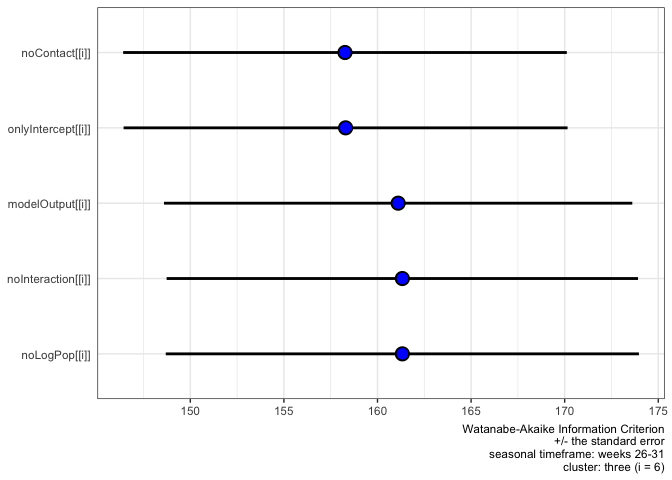 noContact[[i]]
onlyIntercept[[i]]
modelOutput[[i]]
noInteraction[[i]]
noLogPop[[i]]
150 155 160 165 170 175
Watanabe-Akaike Information Criterion
+/- the standard error
seasonal timeframe: weeks 26-31
cluster: three (i = 6)